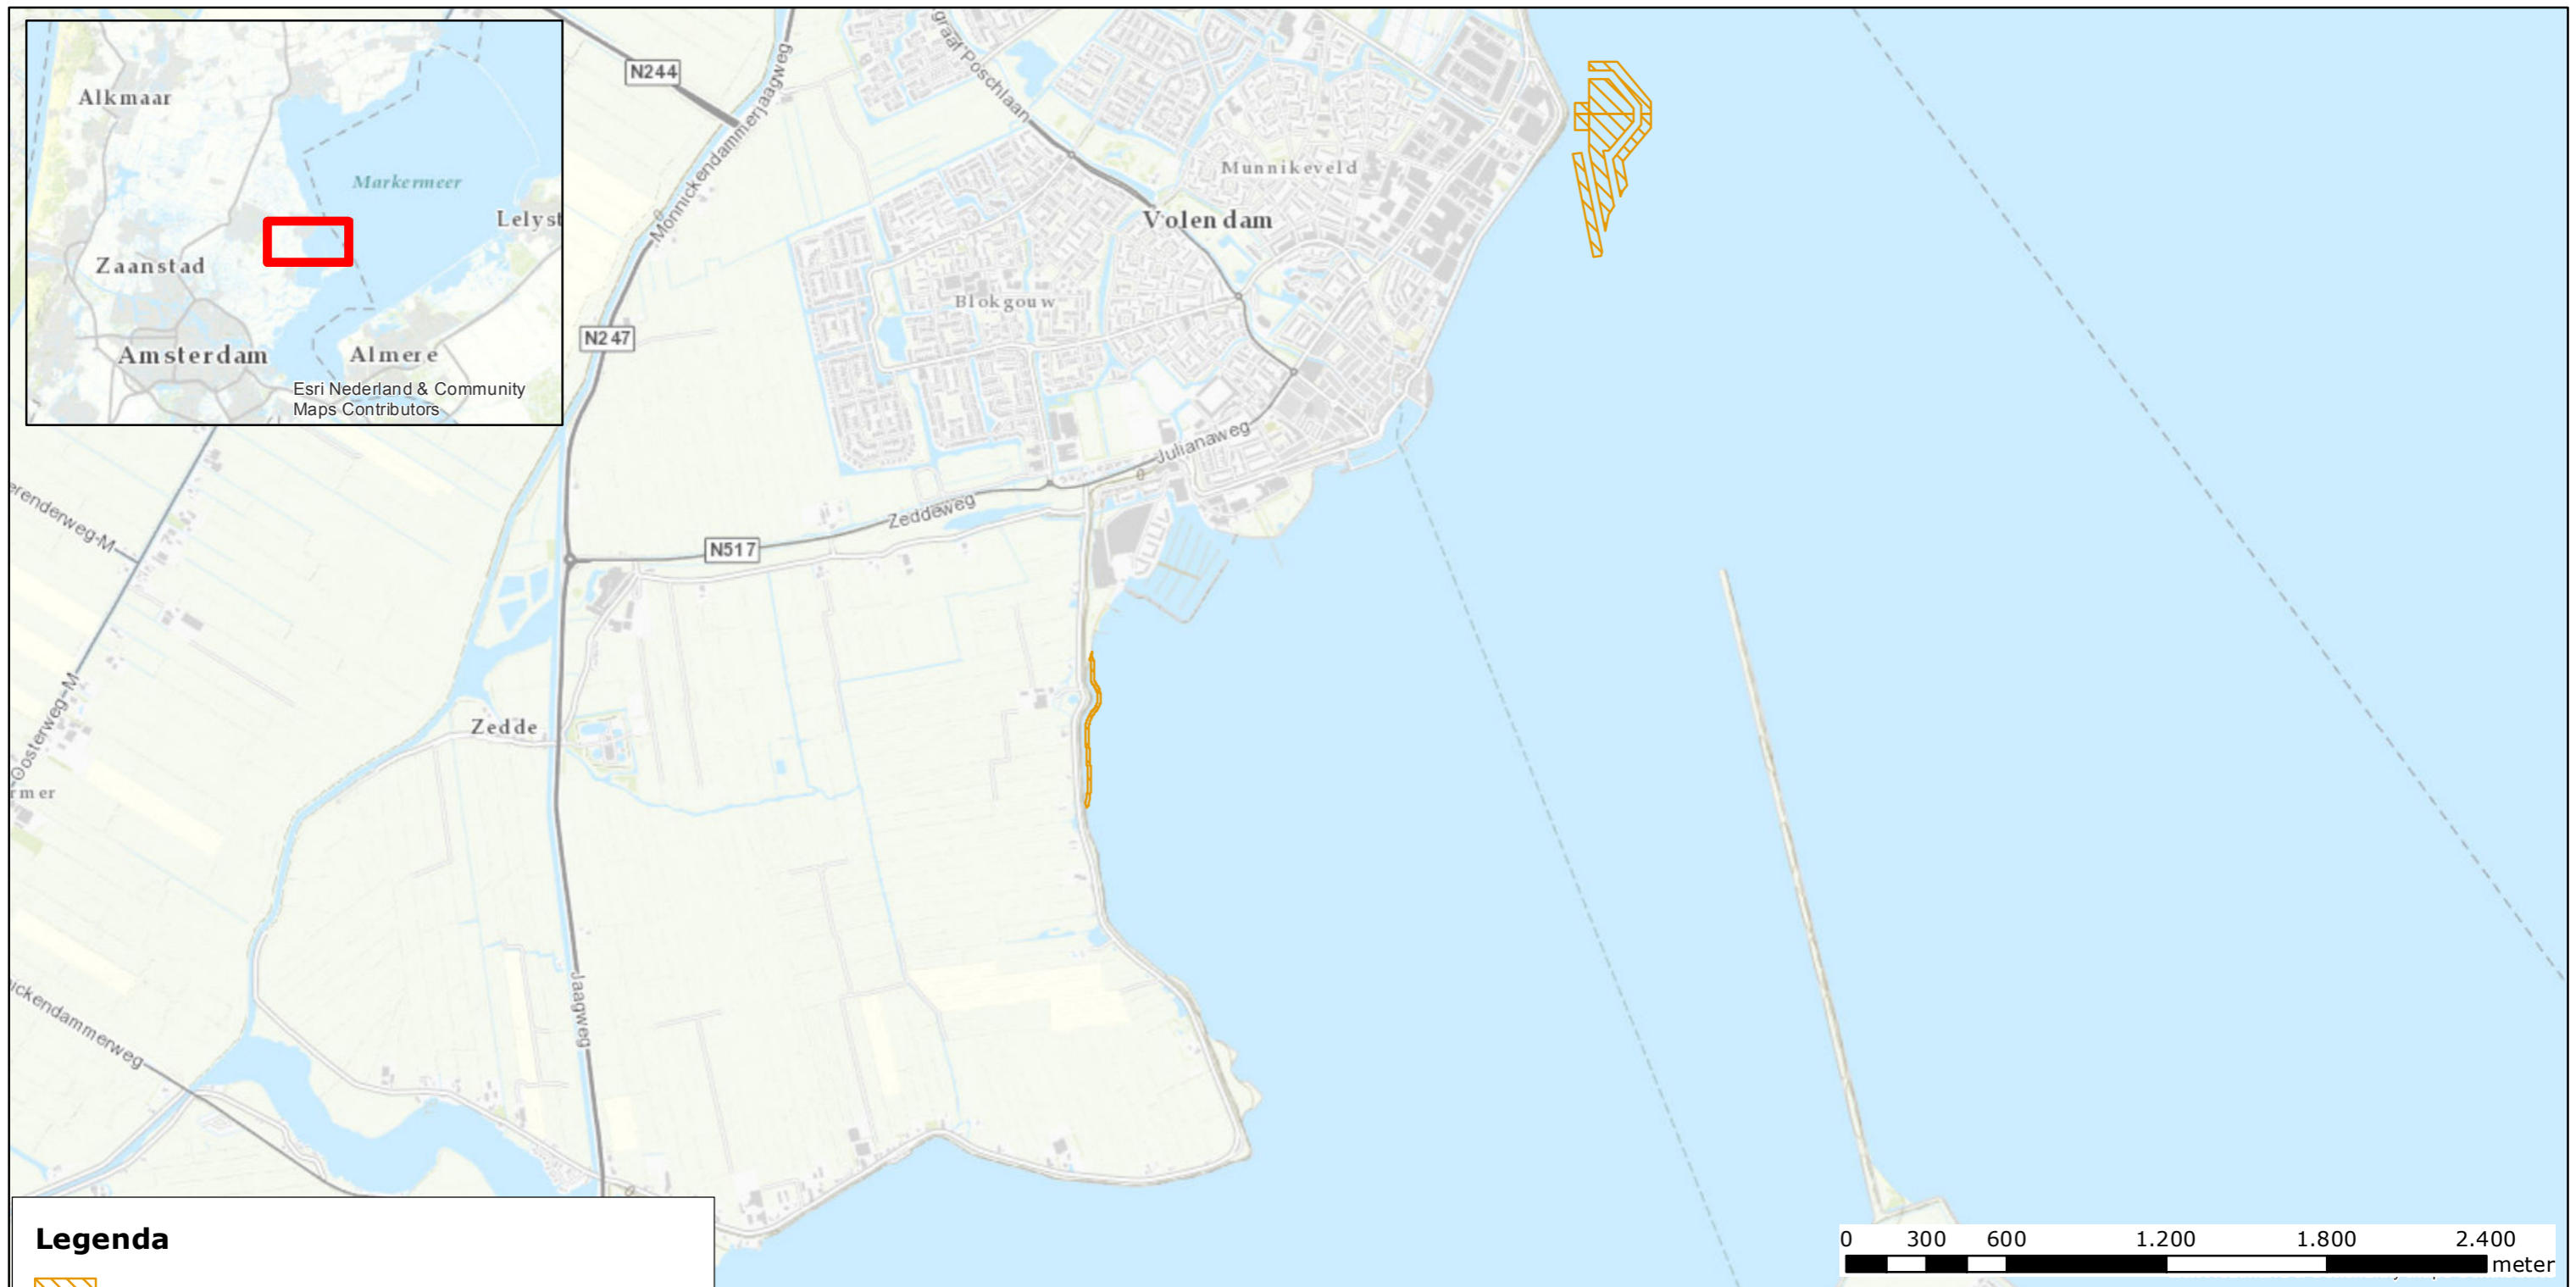 Alkmaar
Markermeer
Lelyst
Zaanstad
Amsterdam
Almere
Esri Nederland & Community
Maps Contributors
N244
Monnickendammerjaagweg
graaf Poschlaan
Munnikeveld
Volendam
Blokgouw
N247
Julianaweg
Zeddeweg
N517
erenderweg-M
Oosterweg-M
Zedde
rmer
Jaagweg
nickendammerweg
Legenda
0 300 600 1.200 1.800 2.400
meter